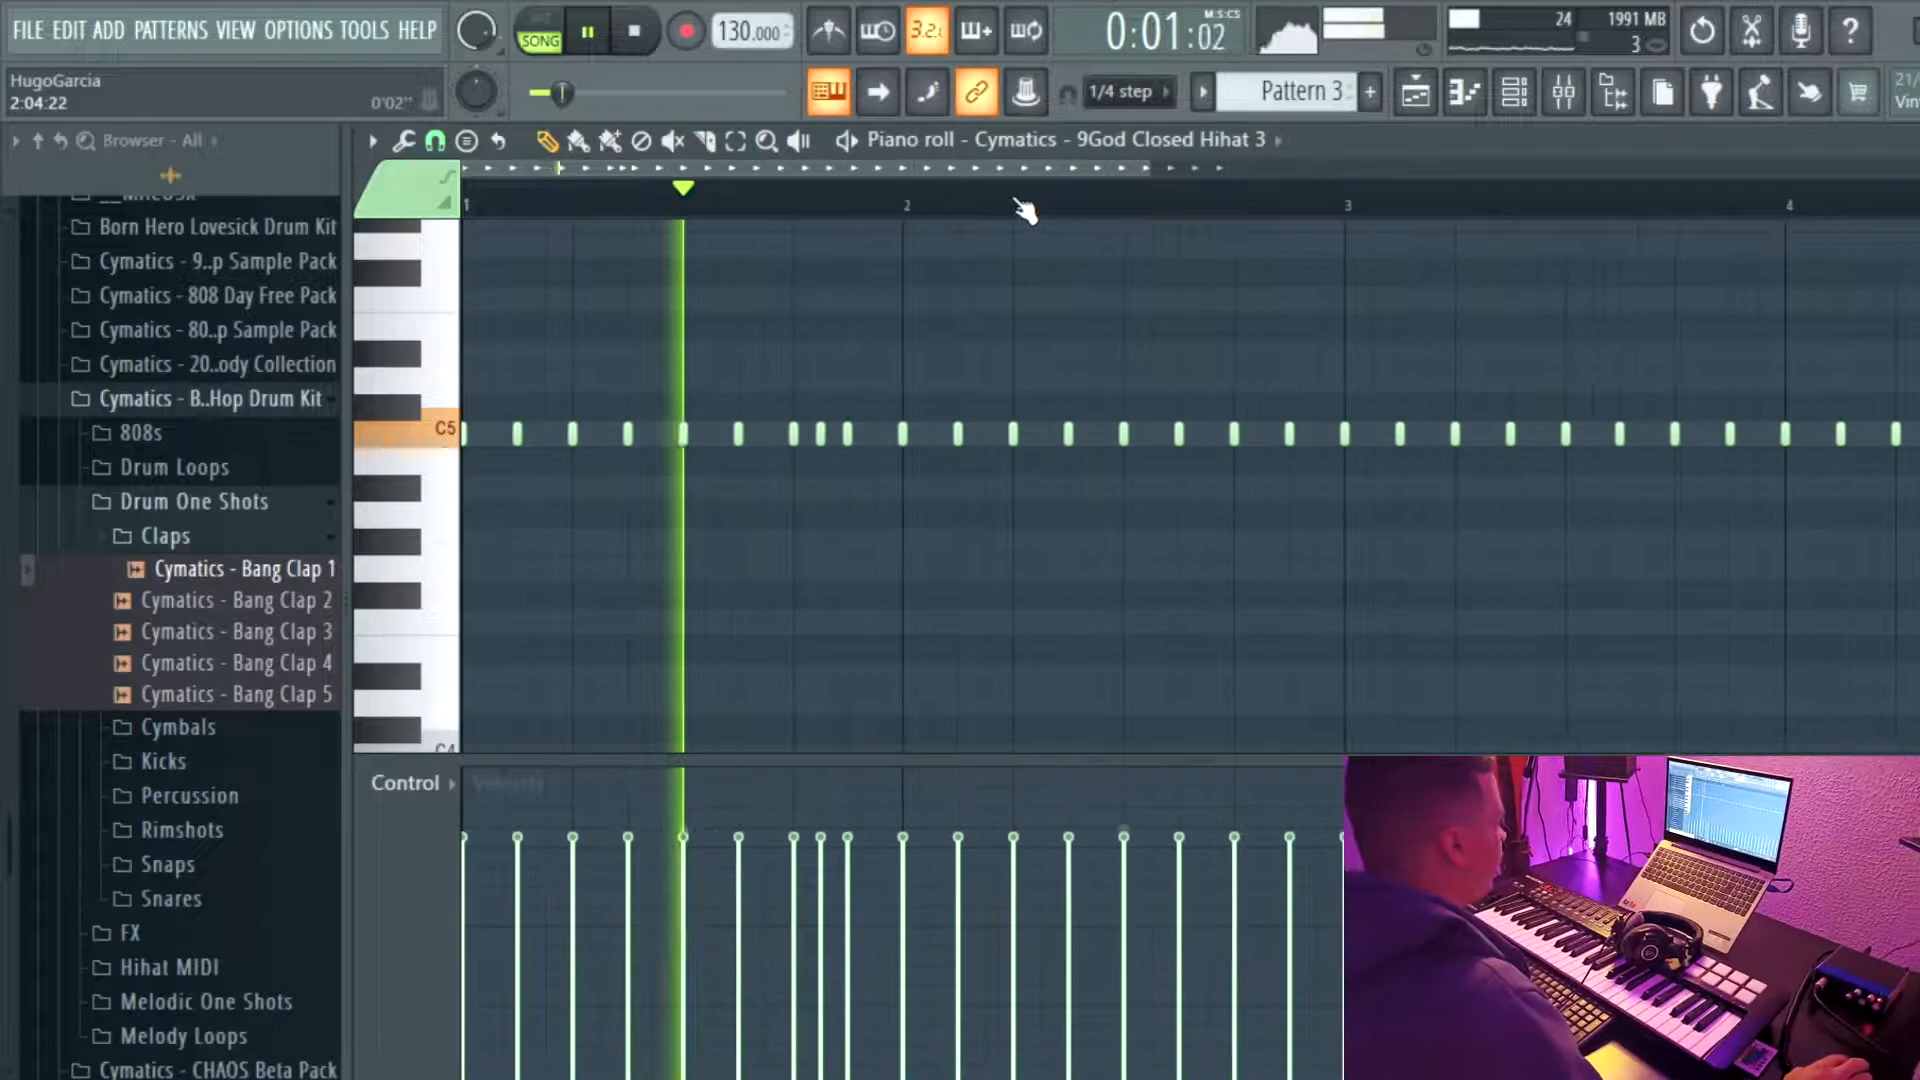 FILE EDIT ADD PATTERNS VIEW OPTIONS TOOLS HELP
SONG
130.000
3.2.
0:01:02
M:S:CS
24
1991 MB
3
HugoGarcia
2:04:22
0'02"
1/4 step
Pattern 3
+
21/
Vin
Browser - All
Piano roll - Cymatics - 9God Closed Hihat 3
1
2
3
4
Born Hero Lovesick Drum Kit
Cymatics - 9..p Sample Pack
Cymatics - 808 Day Free Pack
Cymatics - 80..p Sample Pack
Cymatics - 20..ody Collection
Cymatics - B..Hop Drum Kit
808s
Drum Loops
Drum One Shots
Claps
Cymatics - Bang Clap 1
Cymatics - Bang Clap 2
Cymatics - Bang Clap 3
Cymatics - Bang Clap 4
Cymatics - Bang Clap 5
Cymbals
Kicks
Percussion
Rimshots
Snaps
Snares
FX
Hihat MIDI
Melodic One Shots
Melody Loops
Cymatics - CHAOS Beta Pack
C5
C4
Control
Velocity